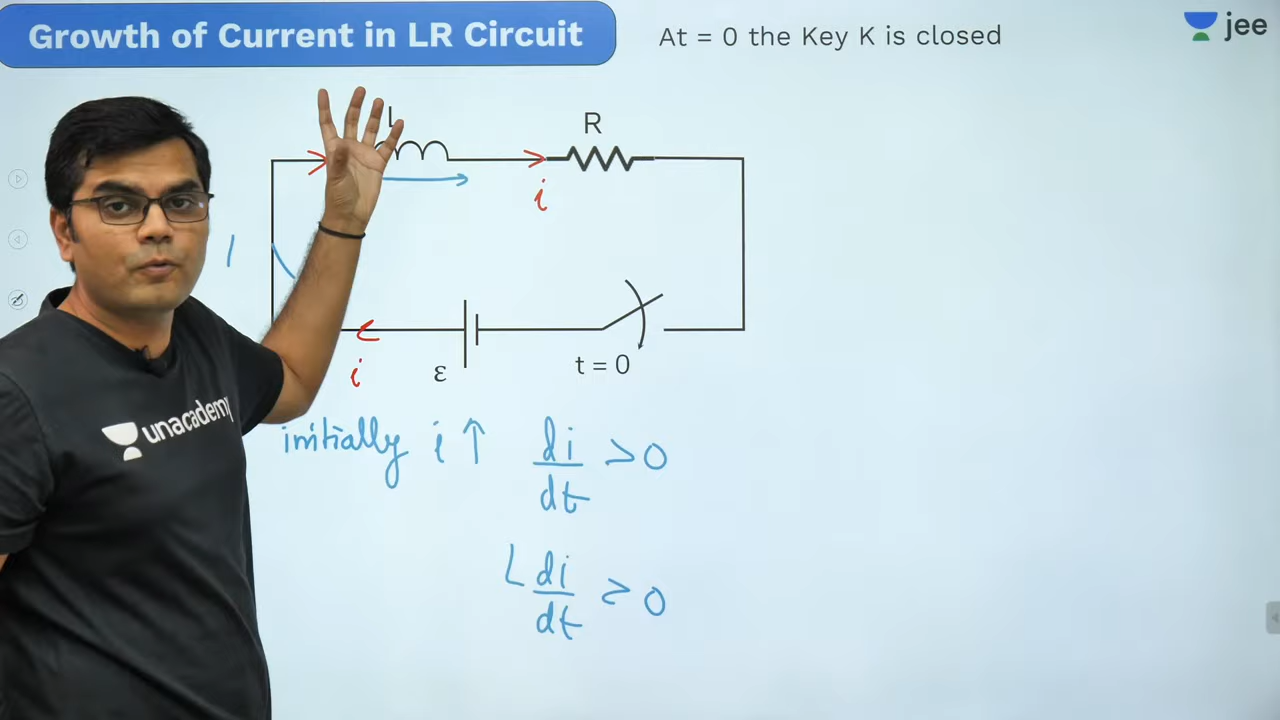 Growth of Current in LR Circuit
At = 0 the Key K is closed
jee
L
R
i
i
ε
t = 0
unacademy
initially i ↑ di/dt > 0
L di/dt > 0